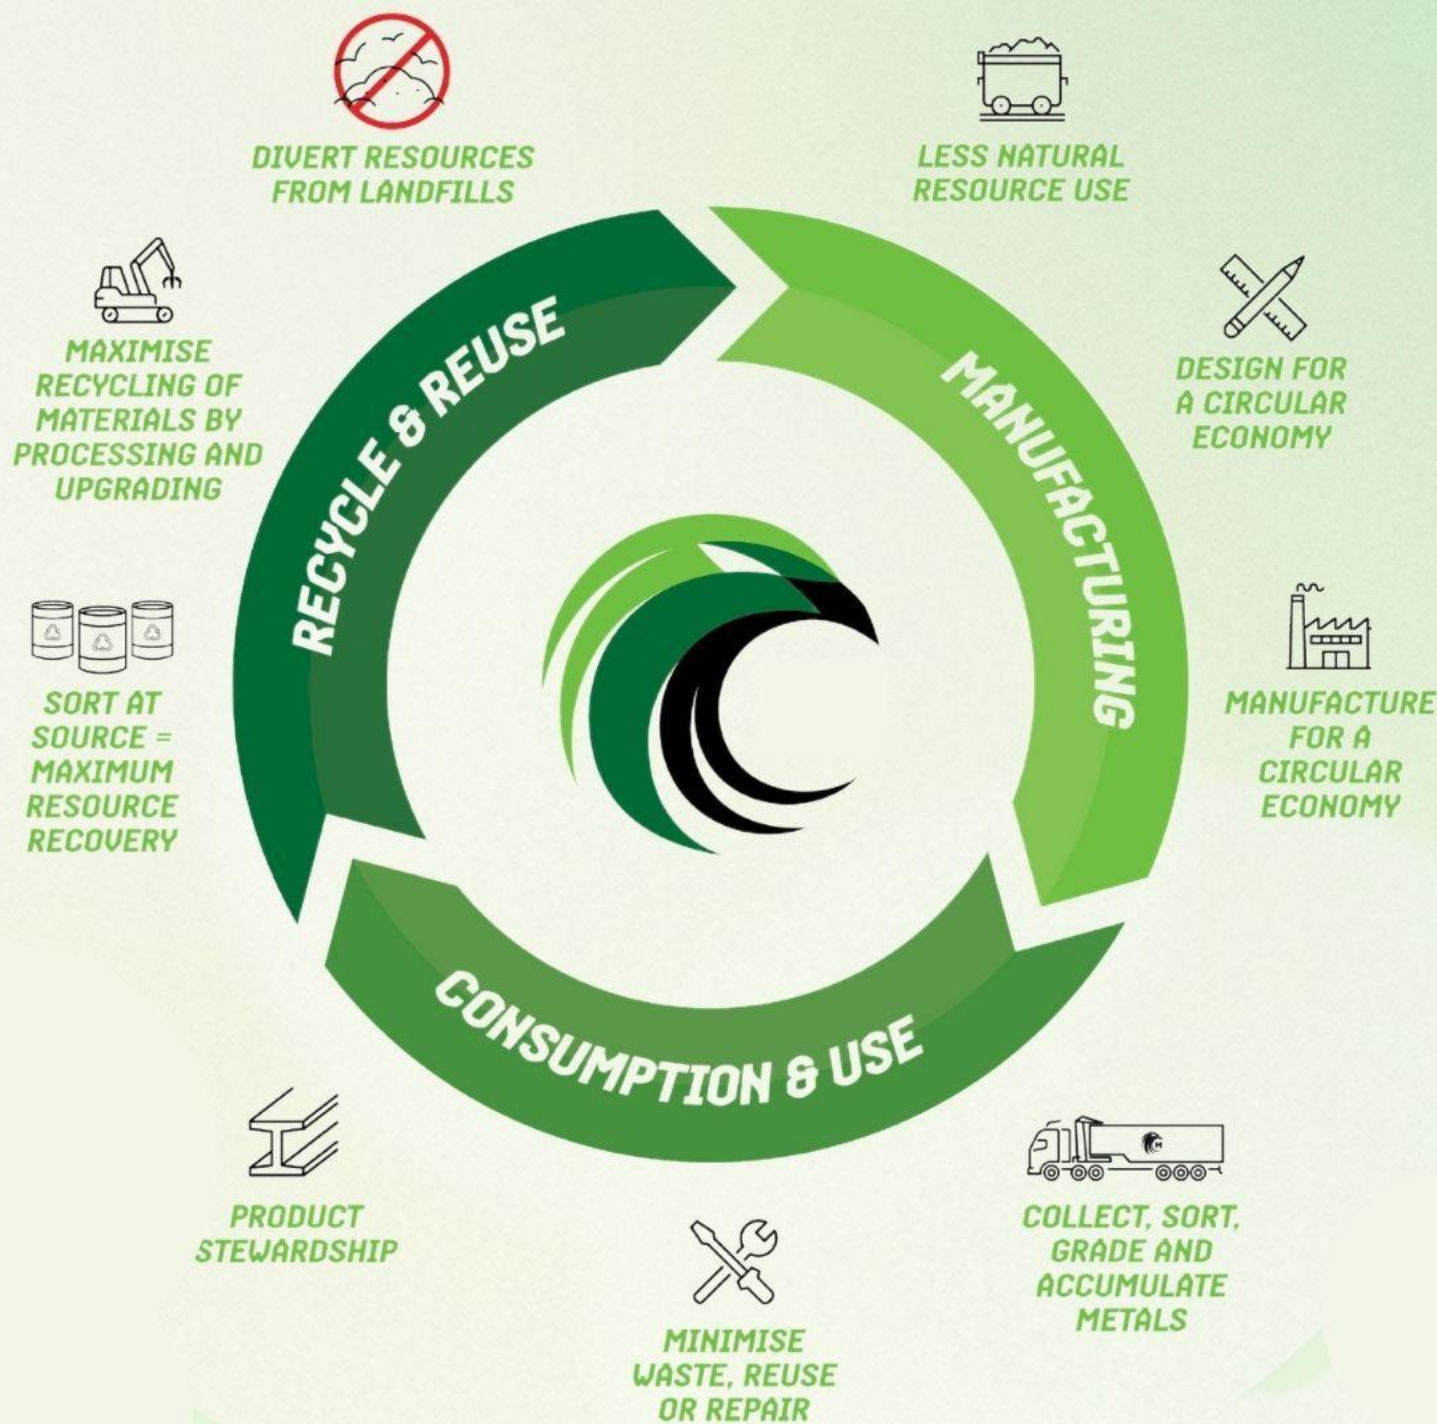 DIVERT RESOURCES
FROM LANDFILLS
LESS NATURAL
RESOURCE USE
MAXIMISE
RECYCLING OF
MATERIALS BY
PROCESSING AND
UPGRADING
DESIGN FOR
A CIRCULAR
ECONOMY
RECYCLE & REUSE
MANUFACTURING
SORT AT
SOURCE =
MAXIMUM
RESOURCE
RECOVERY
MANUFACTURE
FOR A
CIRCULAR
ECONOMY
CONSUMPTION & USE
PRODUCT
STEWARDSHIP
M
COLLECT, SORT,
GRADE AND
ACCUMULATE
METALS
MINIMISE
WASTE, REUSE
OR REPAIR